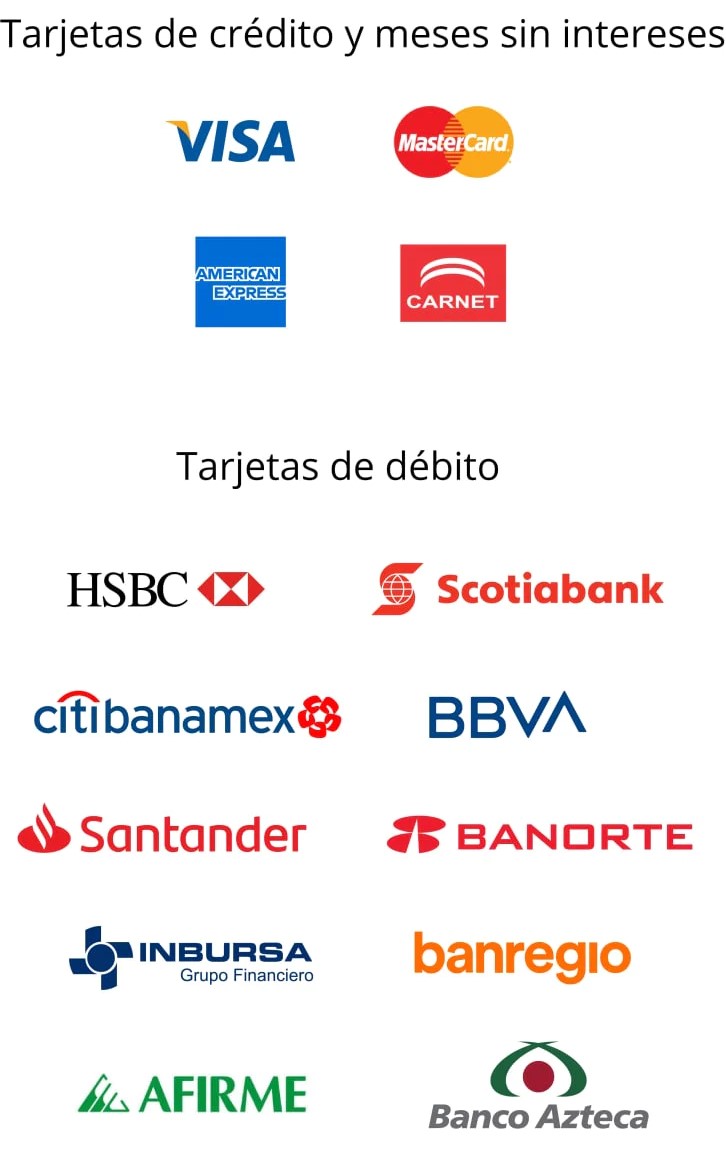 Tarjetas de crédito y meses sin intereses
VISA
MasterCard
AMERICAN
EXPRESS
CARNET
Tarjetas de débito
HSBC
Scotiabank
citibanamex
BBVA
Santander
BANORTE
INBURSA
Grupo Financiero
banregio
AFIRME
Banco Azteca